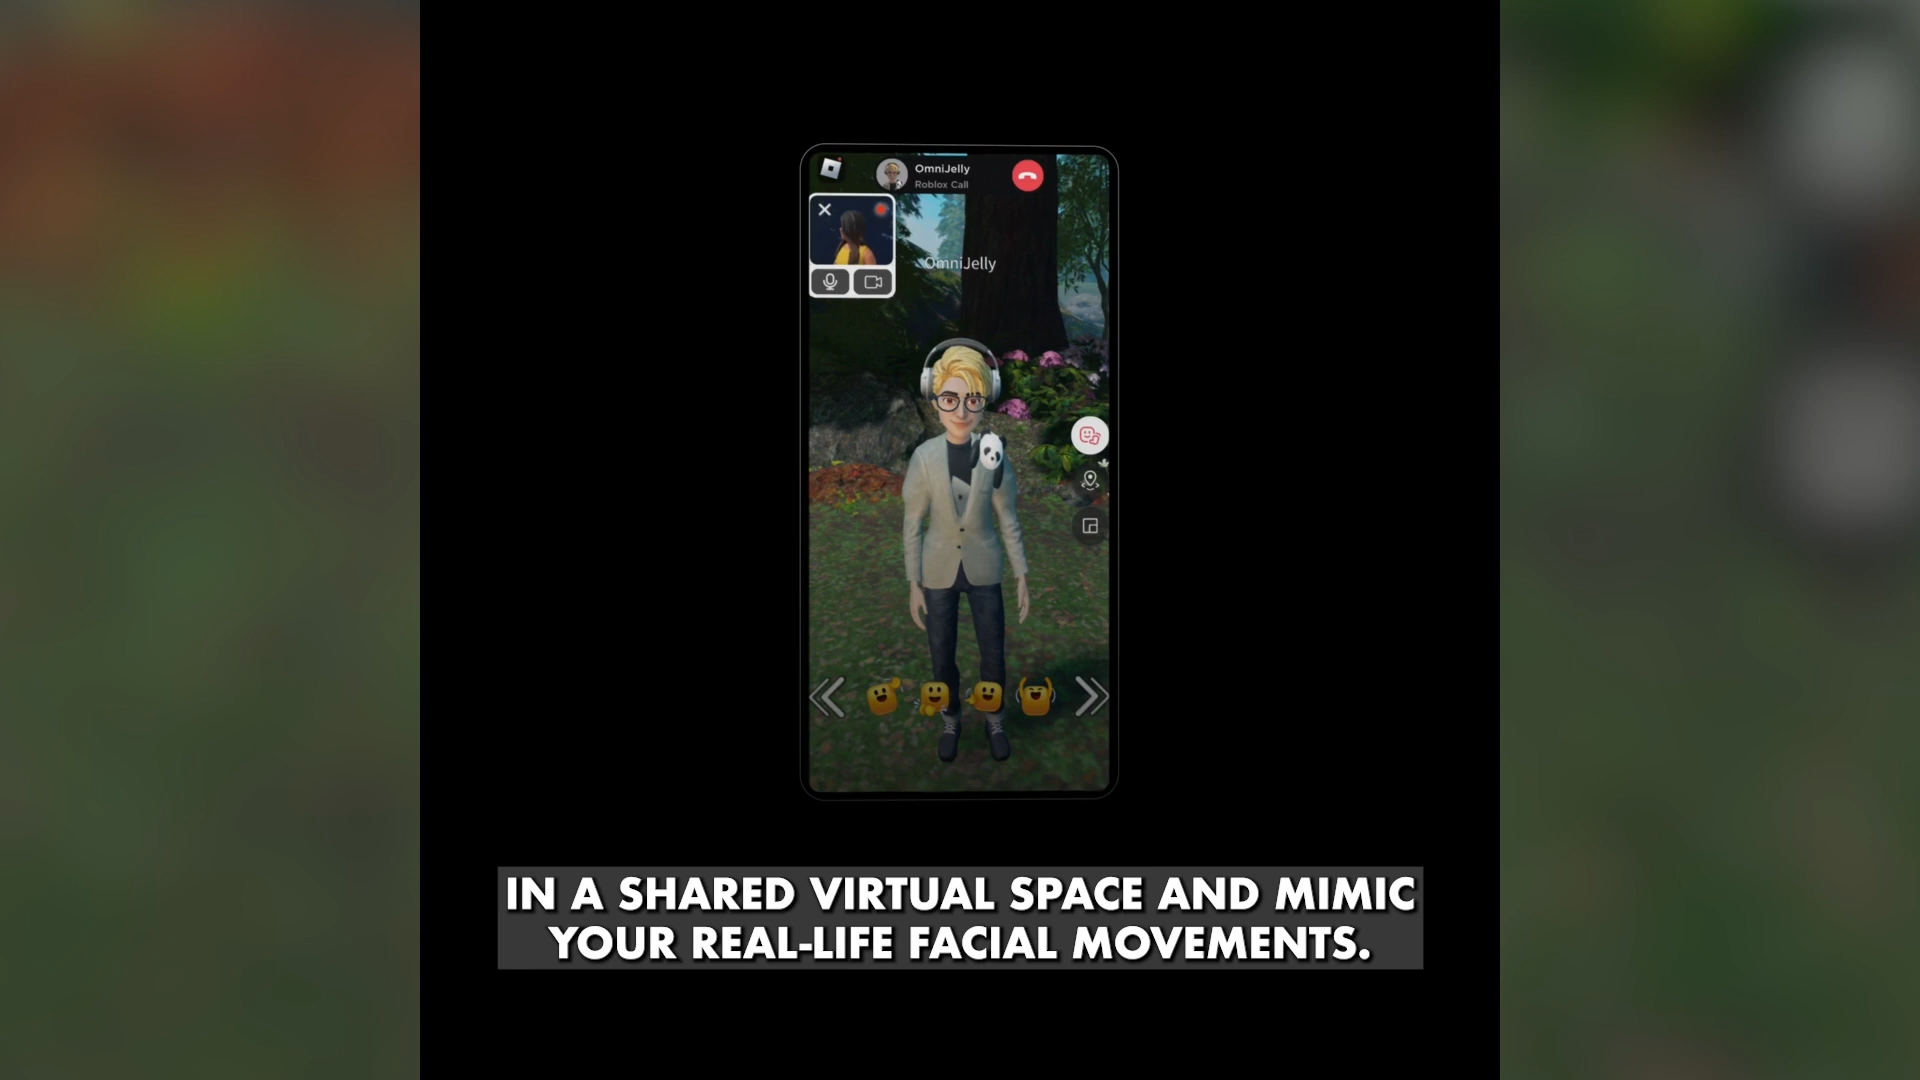 OmniJelly
Roblox Call
OmniJelly
IN A SHARED VIRTUAL SPACE AND MIMIC
YOUR REAL-LIFE FACIAL MOVEMENTS.